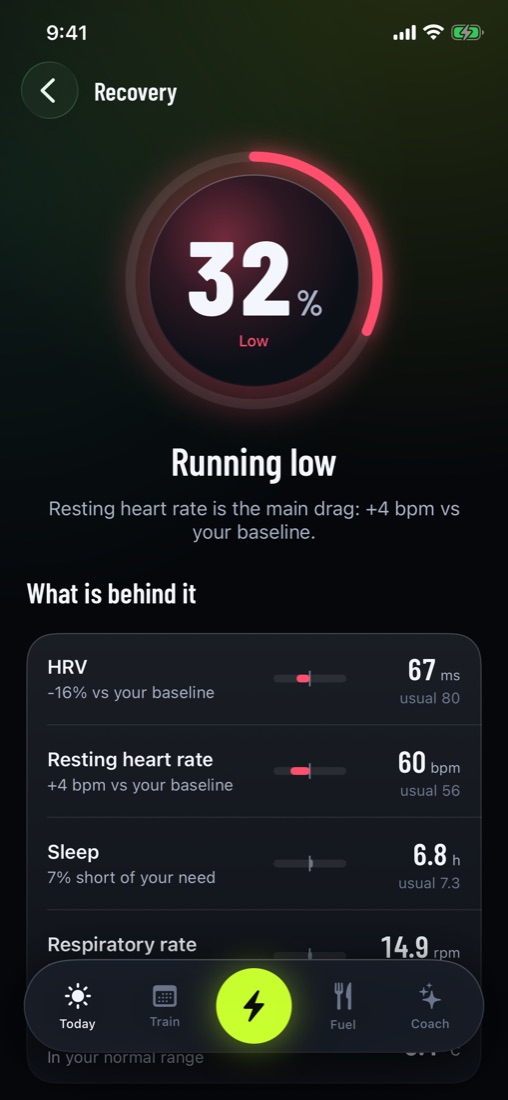 9:41
Recovery
32%
Low
Running low
Resting heart rate is the main drag: +4 bpm vs
your baseline.
What is behind it
HRV
67 ms
-16% vs your baseline
usual 80
Resting heart rate
60 bpm
+4 bpm vs your baseline
usual 56
Sleep
6.8 h
7% short of your need
usual 7.3
Respiratory rate
14.9 rpm
Today
Train
Fuel
Coach
In your normal range